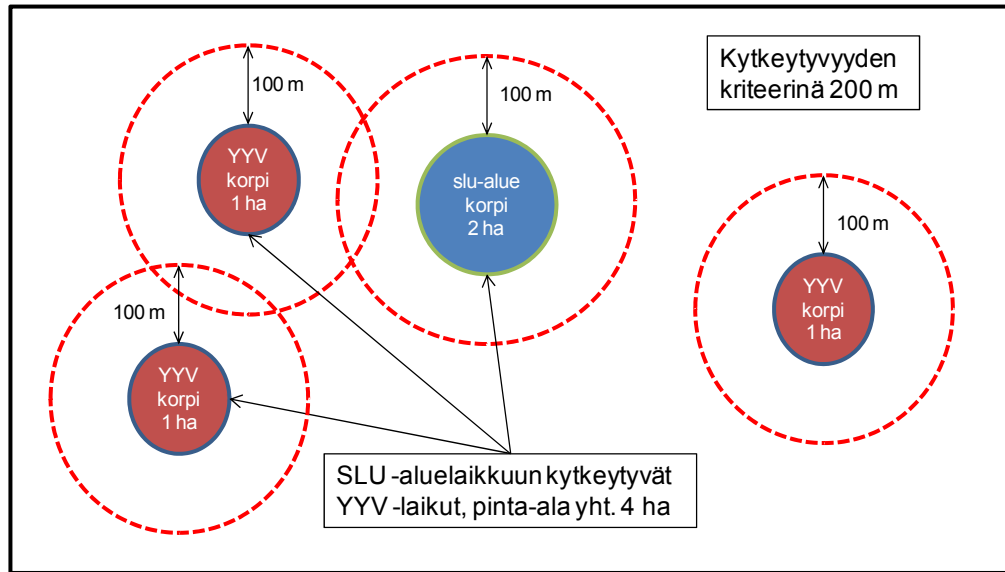 Kytkeytyvyyden
kriteerinä 200 m
100 m
YYV
korpi
1 ha
100 m
slu-alue
korpi
2 ha
100 m
YYV
korpi
1 ha
100 m
YYV
korpi
1 ha
SLU -aluelaikkuun kytkeytyvät
YYV -laikut, pinta-ala yht. 4 ha